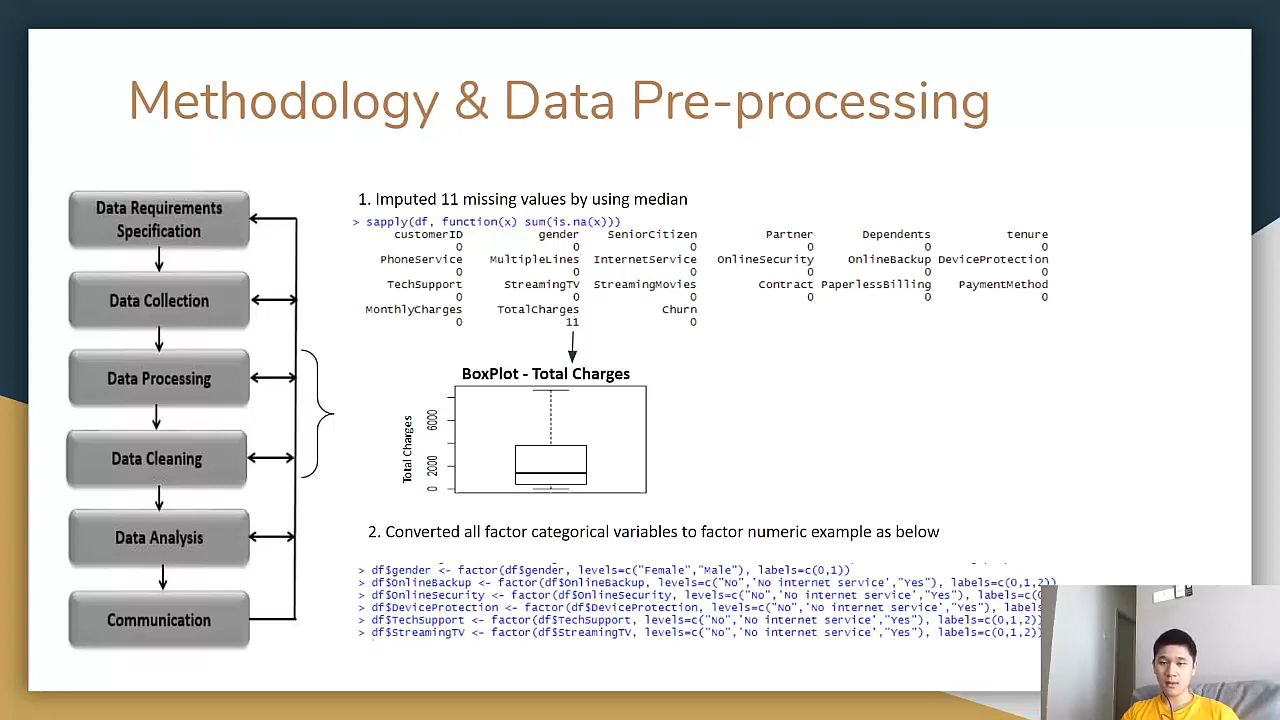 Methodology & Data Pre-processing
Data Requirements
Specification
Data Collection
Data Processing
Data Cleaning
Data Analysis
Communication
1. Imputed 11 missing values by using median
> sapply(df, function(x) sum(is.na(x)))
customerID gender SeniorCitizen Partner Dependents tenure
0 0 0 0 0 0
PhoneService MultipleLines InternetService OnlineSecurity OnlineBackup DeviceProtection
0 0 0 0 0 0
TechSupport StreamingTV StreamingMovies Contract PaperlessBilling PaymentMethod
0 0 0 0 0 0
MonthlyCharges TotalCharges Churn
0 11 0
BoxPlot - Total Charges
Total Charges
6000
2000
0
2. Converted all factor categorical variables to factor numeric example as below
> df$gender <- factor(df$gender, levels=c("Female","Male"), labels=c(0,1))
> df$OnlineBackup <- factor(df$OnlineBackup, levels=c("No",'No internet service',"Yes"), labels=c(0,1,2))
> df$OnlineSecurity <- factor(df$OnlineSecurity, levels=c("No",'No internet service',"Yes"), labels=c(0
> df$DeviceProtection <- factor(df$DeviceProtection, levels=c("No",'No internet service',"Yes"), labels
> df$TechSupport <- factor(df$TechSupport, levels=c("No",'No internet service',"Yes"), labels=c(0,1,2))
> df$StreamingTV <- factor(df$StreamingTV, levels=c("No",'No internet service',"Yes"), labels=c(0,1,2))